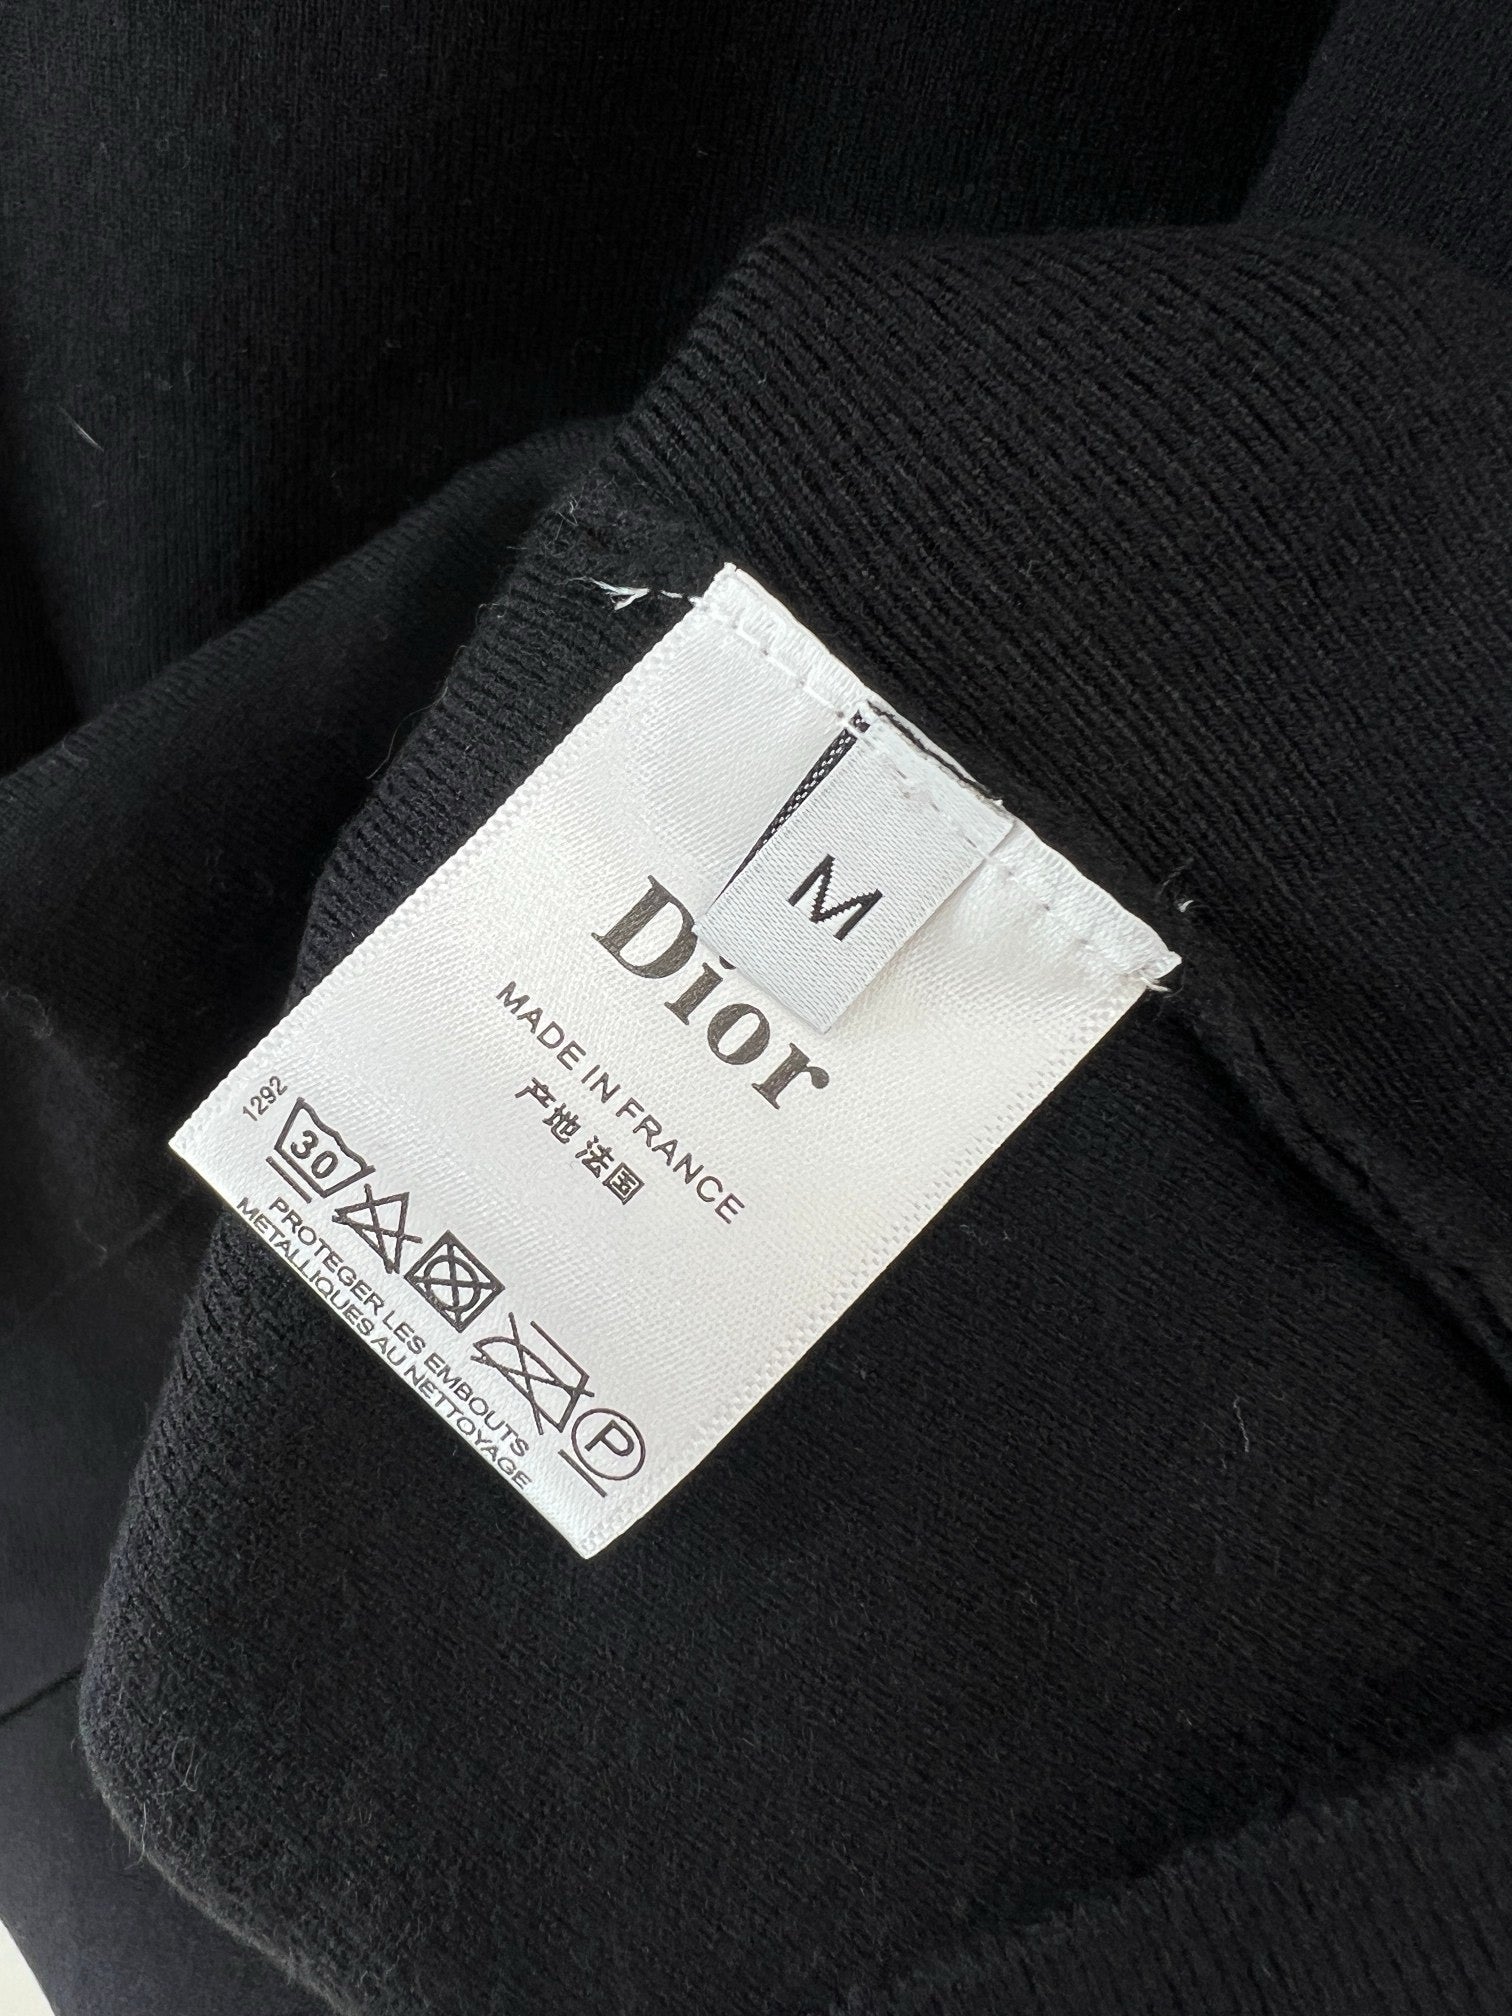 M
Dior
MADE IN FRANCE
产地 法国
1292
30
P
PROTEGER LES EMBOUTS
METALLIQUES AU NETTOYAGE